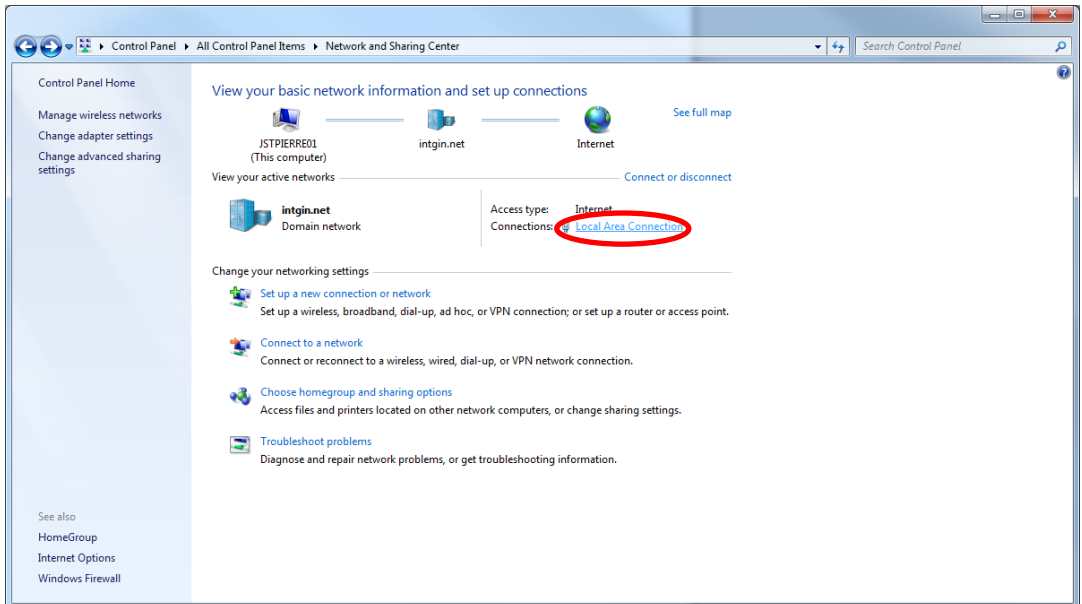 Control Panel ▸ All Control Panel Items ▸ Network and Sharing Center
Search Control Panel
Control Panel Home
Manage wireless networks
Change adapter settings
Change advanced sharing
settings
See also
HomeGroup
Internet Options
Windows Firewall
View your basic network information and set up connections
See full map
JSTPIERRE01
(This computer)
intgin.net
Internet
View your active networks
Connect or disconnect
intgin.net
Domain network
Access type: Internet
Connections: Local Area Connection
Change your networking settings
Set up a new connection or network
Set up a wireless, broadband, dial-up, ad hoc, or VPN connection; or set up a router or access point.
Connect to a network
Connect or reconnect to a wireless, wired, dial-up, or VPN network connection.
Choose homegroup and sharing options
Access files and printers located on other network computers, or change sharing settings.
Troubleshoot problems
Diagnose and repair network problems, or get troubleshooting information.